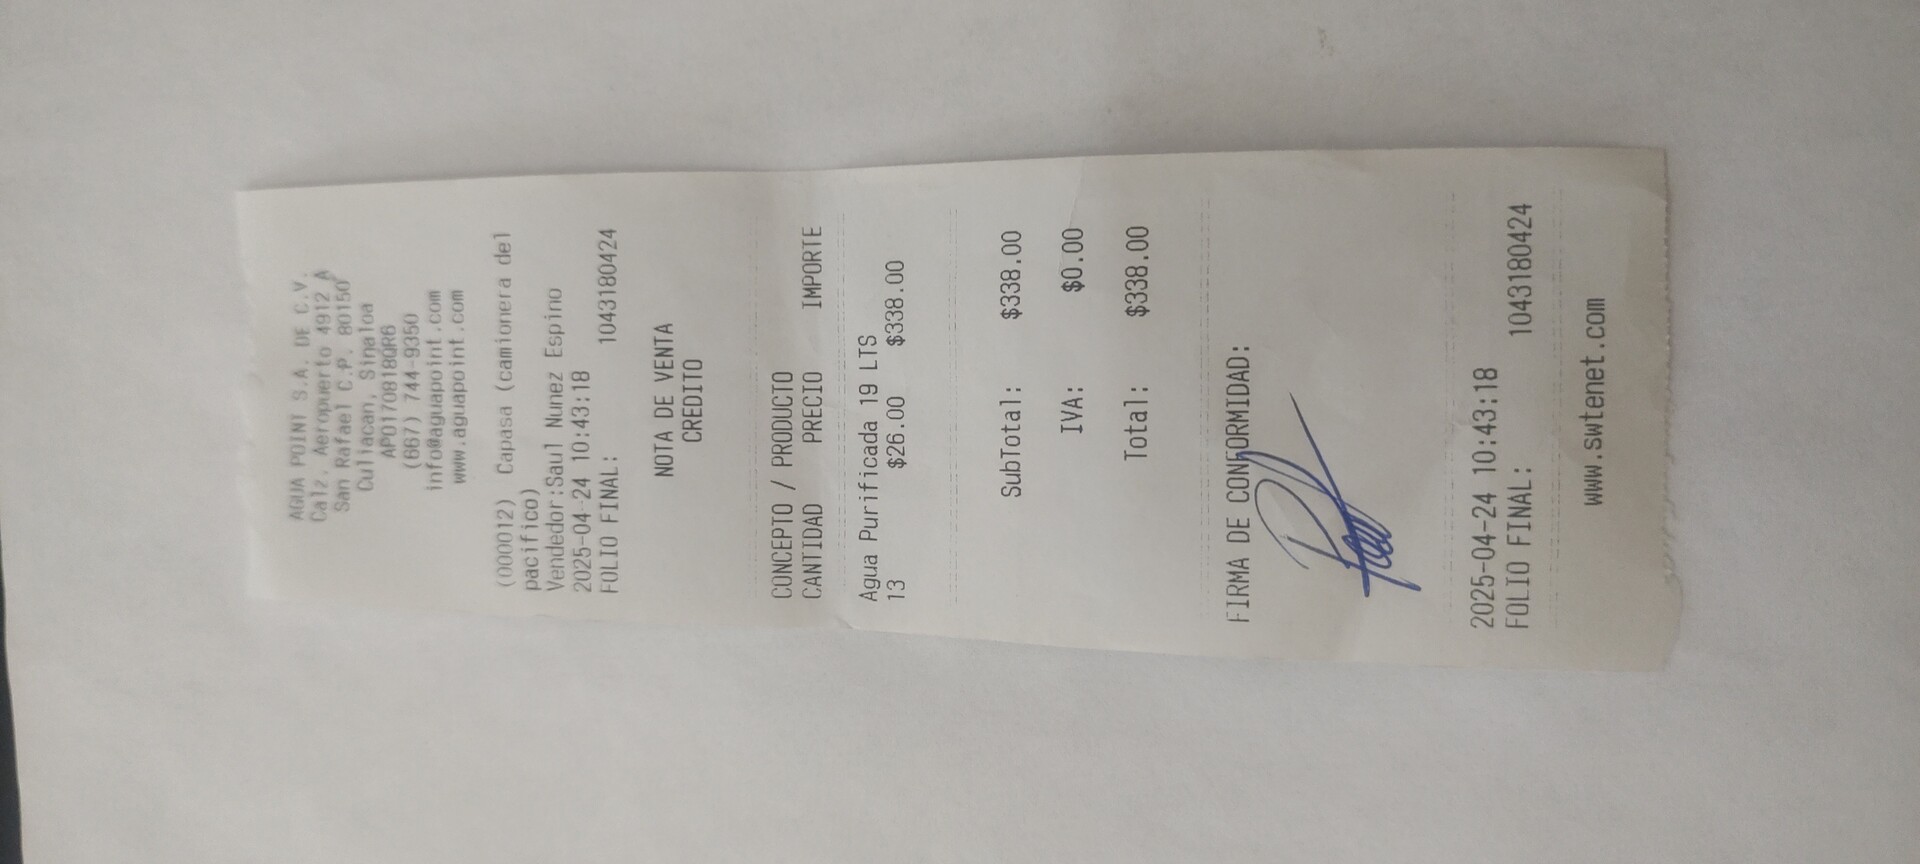 AGUA POINT S.A. DE C.V.
Calz. Aeropuerto 4912 A
San Rafael C.P. 80150
Culiacan, Sinaloa
APO170818QR6
(667) 744-9350
info@aguapoint.com
www.aguapoint.com
(000012) Capasa (camionera del
pacifico)
Vendedor:Saul Nunez Espino
2025-04-24 10:43:18
FOLIO FINAL: 1043180424
NOTA DE VENTA
CREDITO
CONCEPTO / PRODUCTO
CANTIDAD PRECIO IMPORTE
Agua Purificada 19 LTS
13 $26.00 $338.00
SubTotal: $338.00
IVA: $0.00
Total: $338.00
FIRMA DE CONFORMIDAD:
2025-04-24 10:43:18
FOLIO FINAL: 1043180424
www.swtenet.com